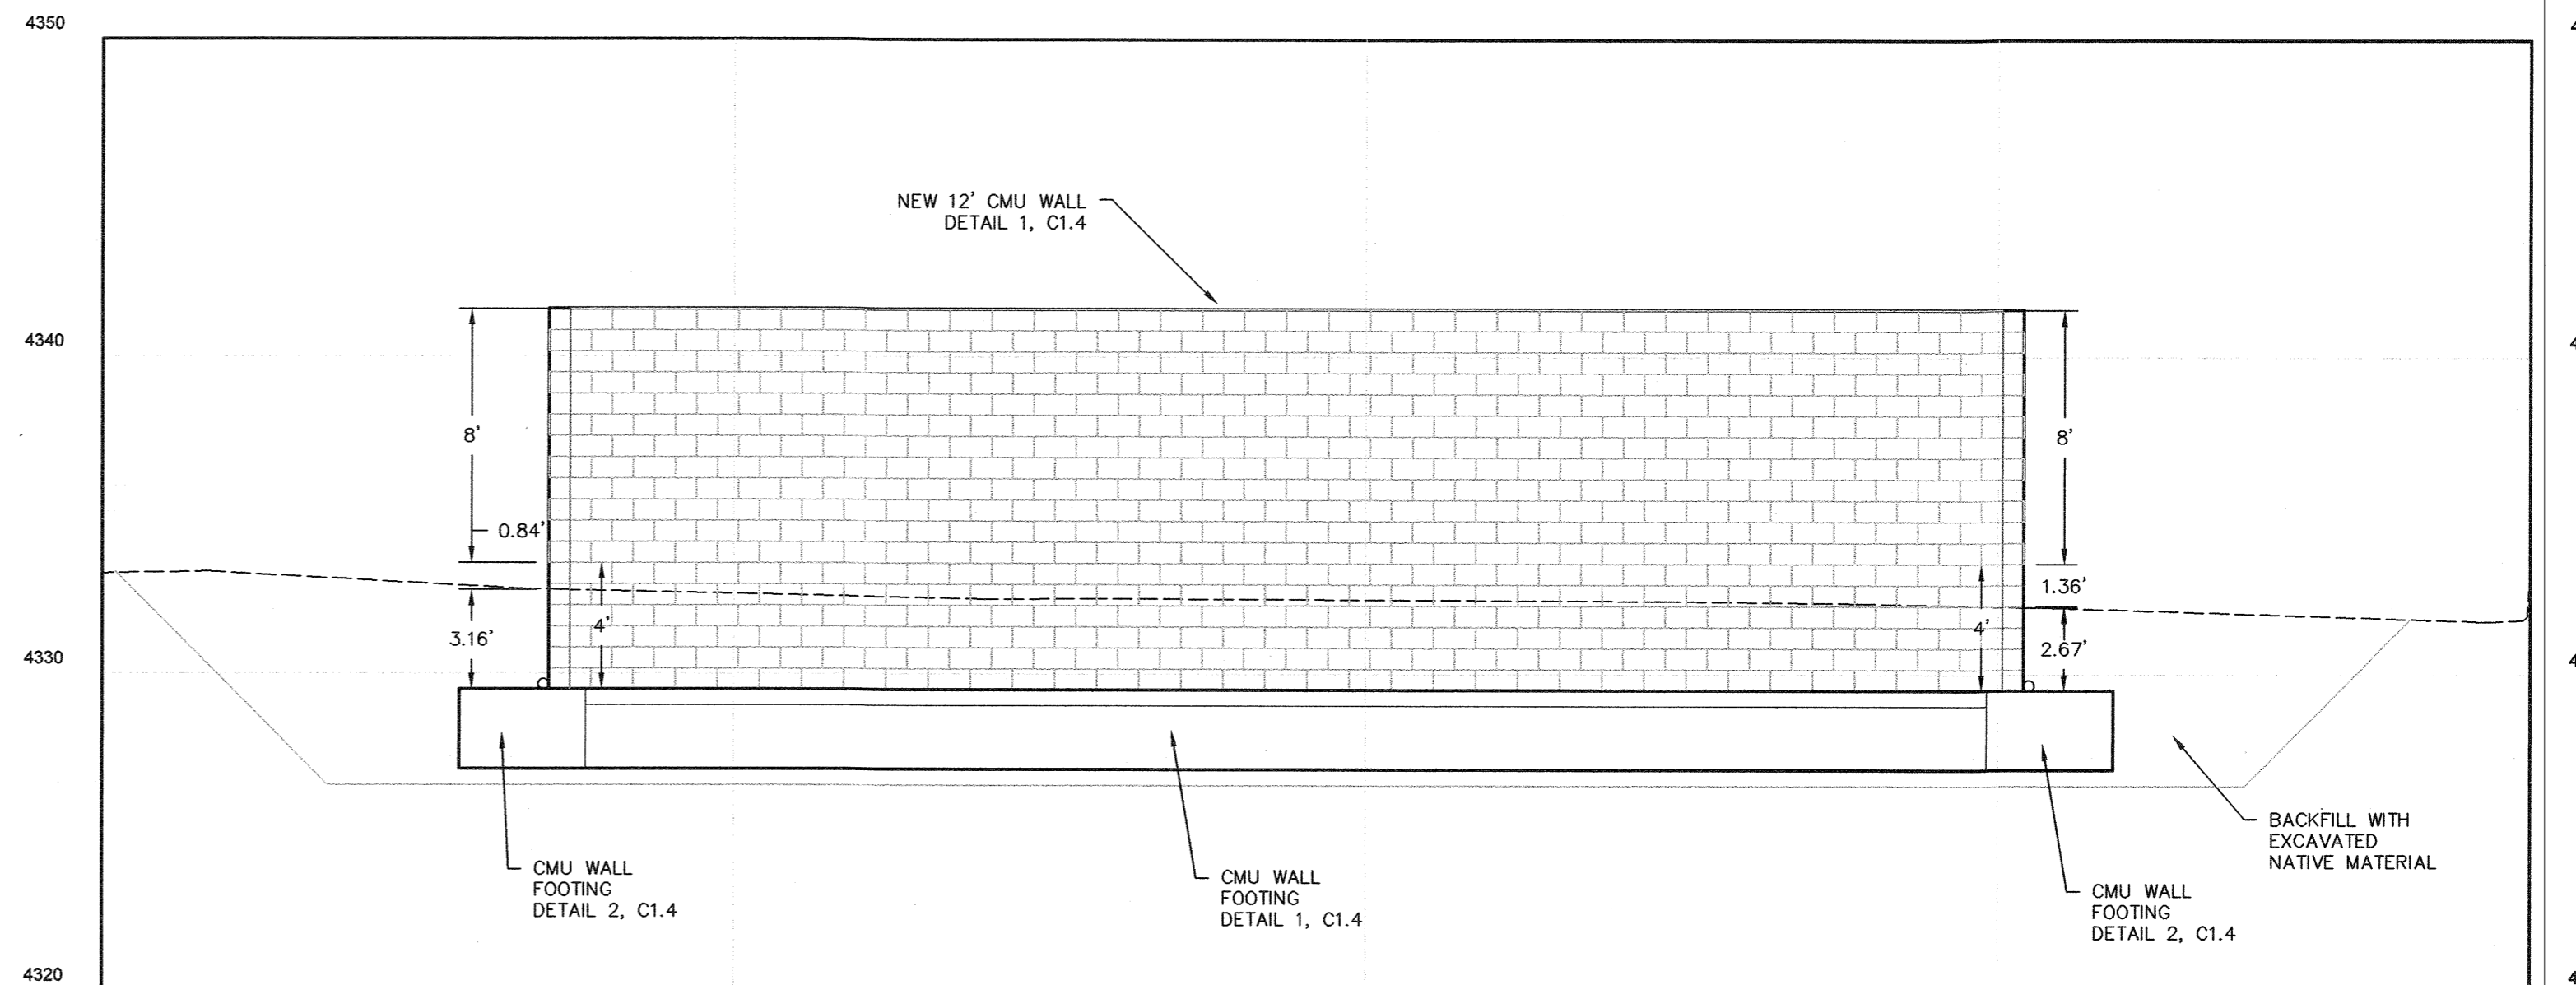 4350
NEW 12' CMU WALL
DETAIL 1, C1.4
4340
8'
8'
0.84'
1.36'
4'
4'
3.16'
2.67'
4330
BACKFILL WITH
EXCAVATED
NATIVE MATERIAL
CMU WALL
FOOTING
DETAIL 2, C1.4
CMU WALL
FOOTING
DETAIL 1, C1.4
CMU WALL
FOOTING
DETAIL 2, C1.4
4320